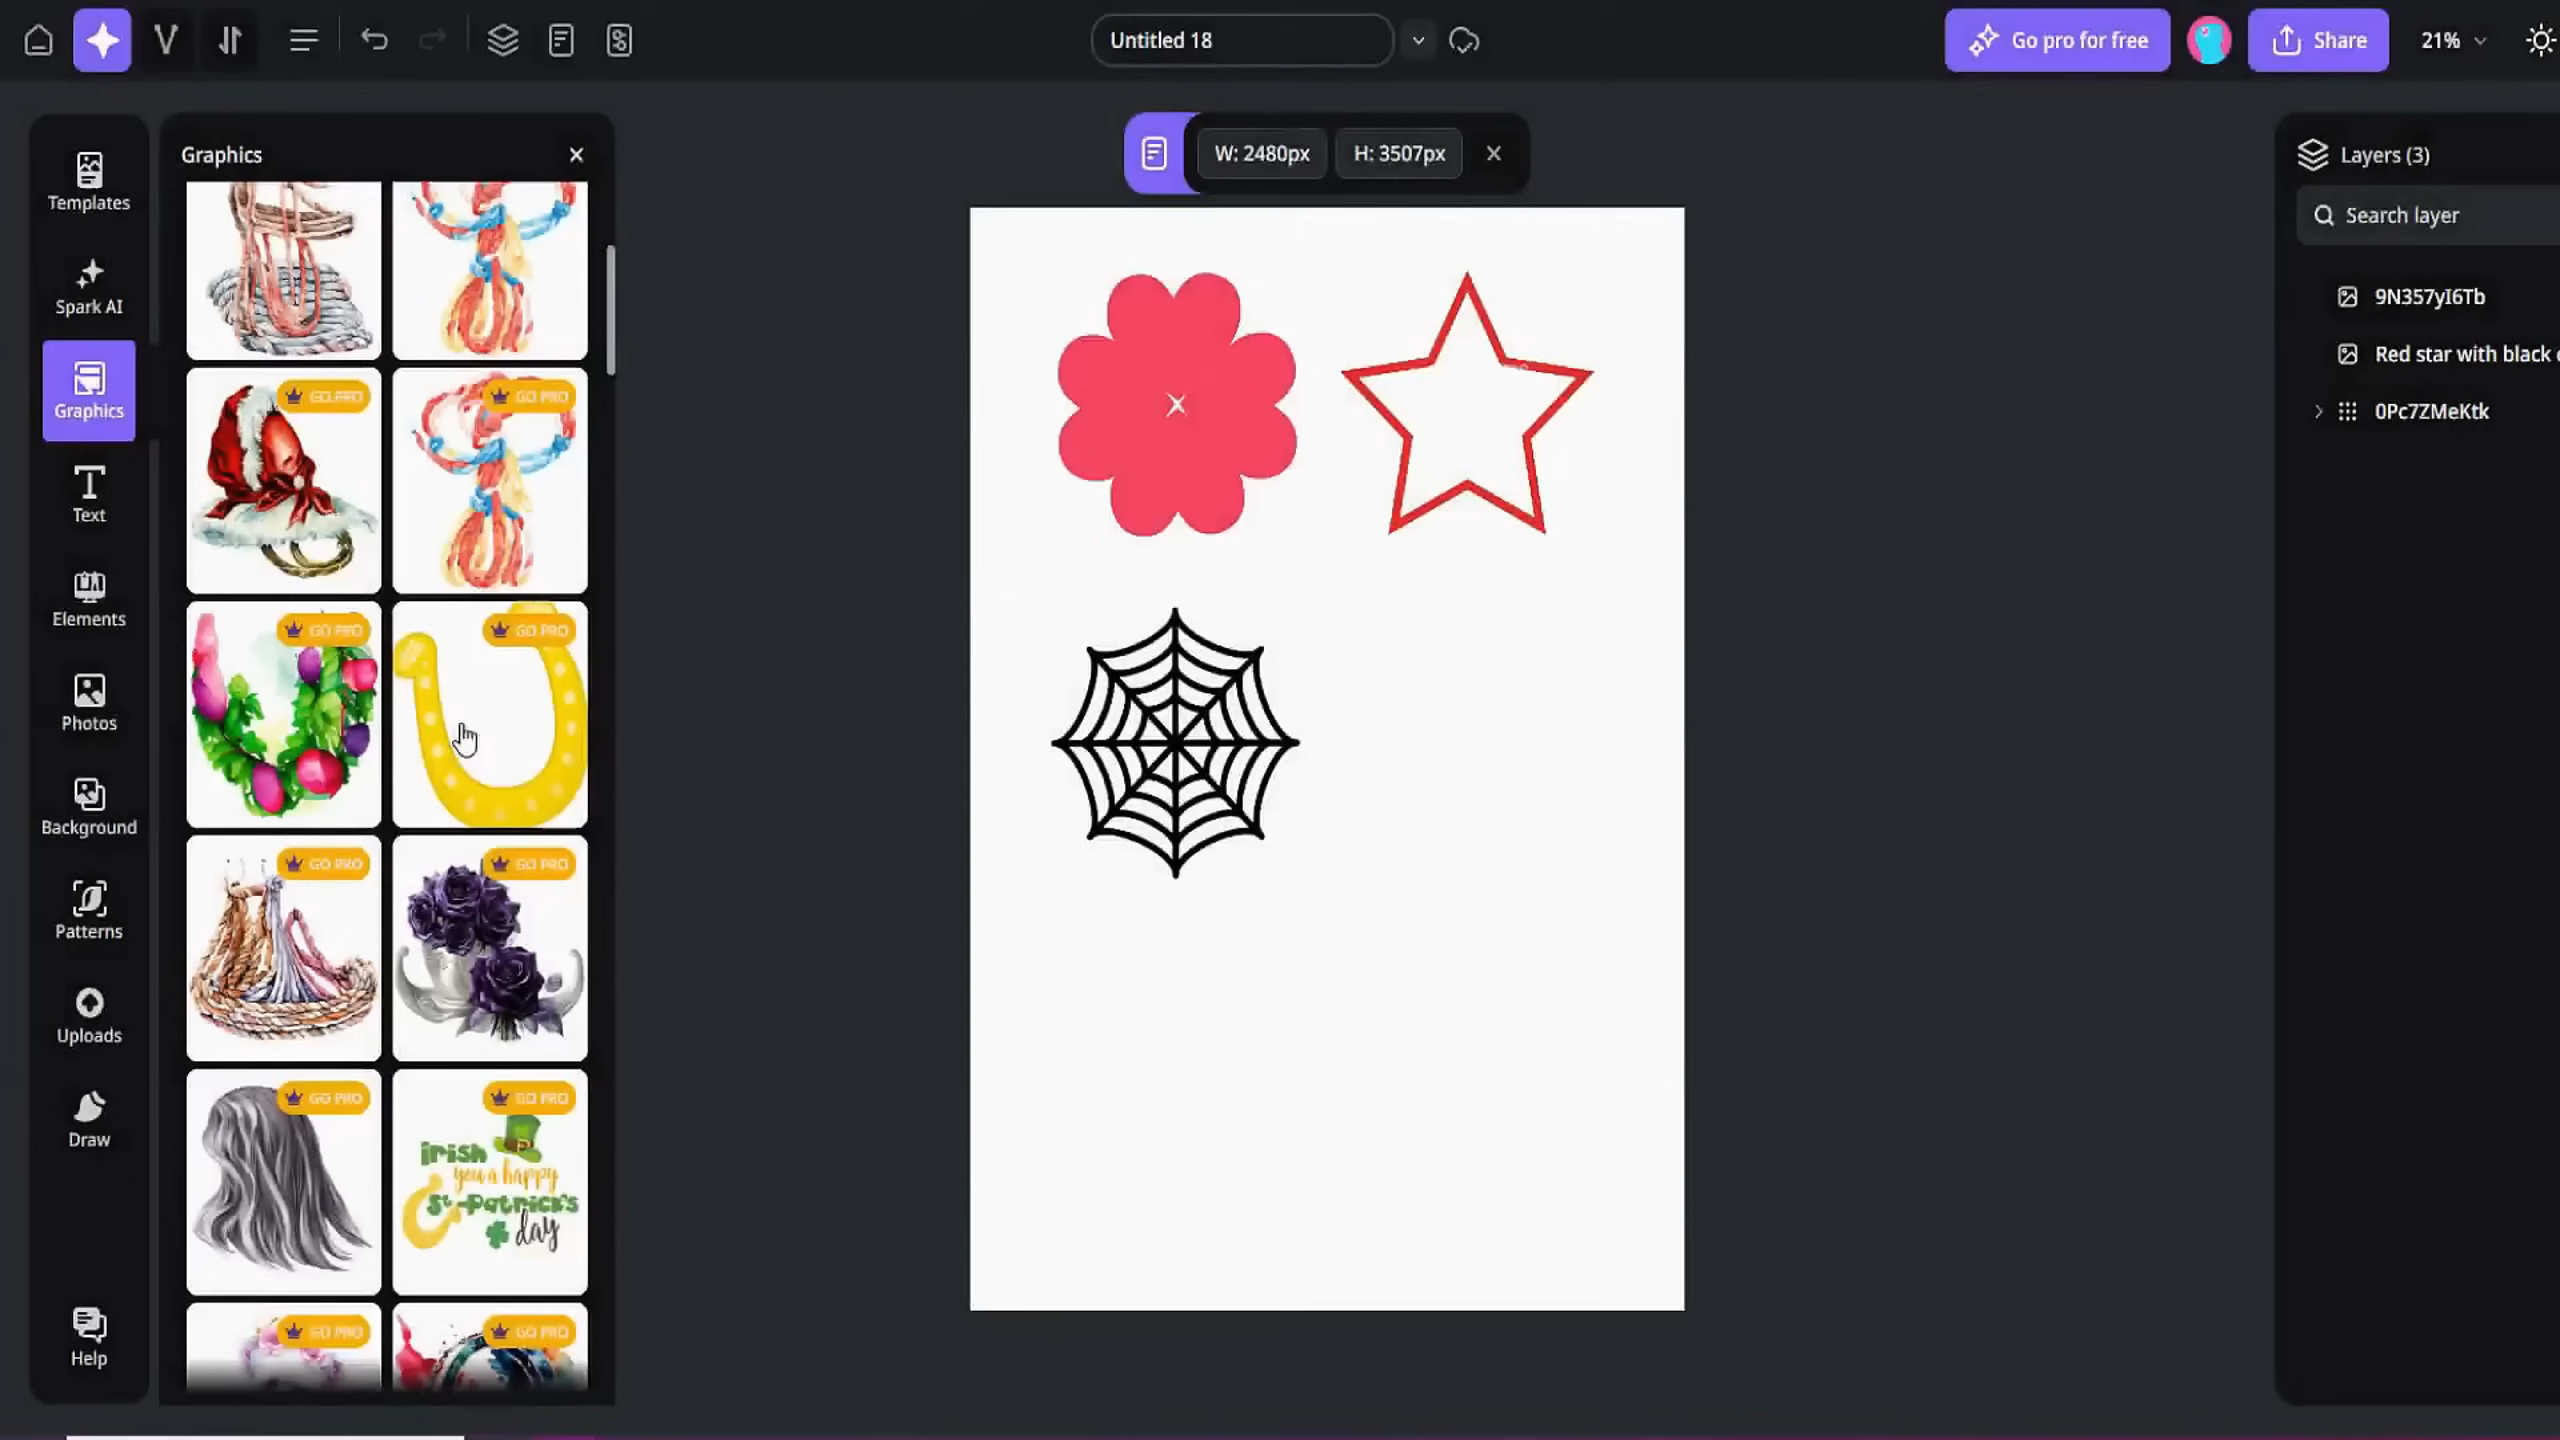 Untitled 18
Go pro for free
Share
21%
Templates
Spark AI
Graphics
Text
Elements
Photos
Background
Patterns
Uploads
Draw
Help
Graphics
GO PRO
GO PRO
GO PRO
GO PRO
GO PRO
GO PRO
GO PRO
GO PRO
irish
you a happy
St-Patrick's
day
GO PRO
GO PRO
W: 2480px
H: 3507px
Layers (3)
Search layer
9N357yI6Tb
Red star with black
0Pc7ZMeKtk